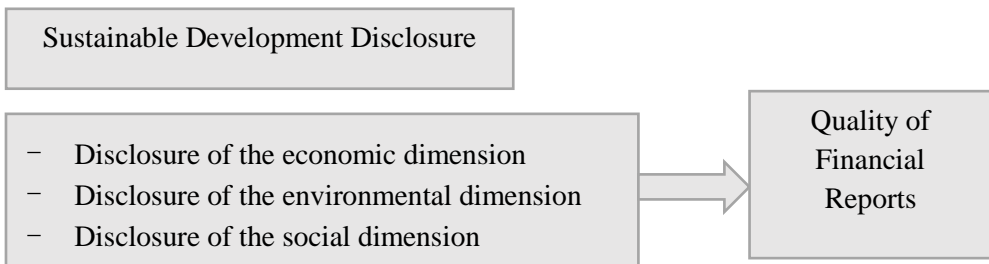 Sustainable Development Disclosure
− Disclosure of the economic dimension
− Disclosure of the environmental dimension
− Disclosure of the social dimension
Quality of
Financial
Reports